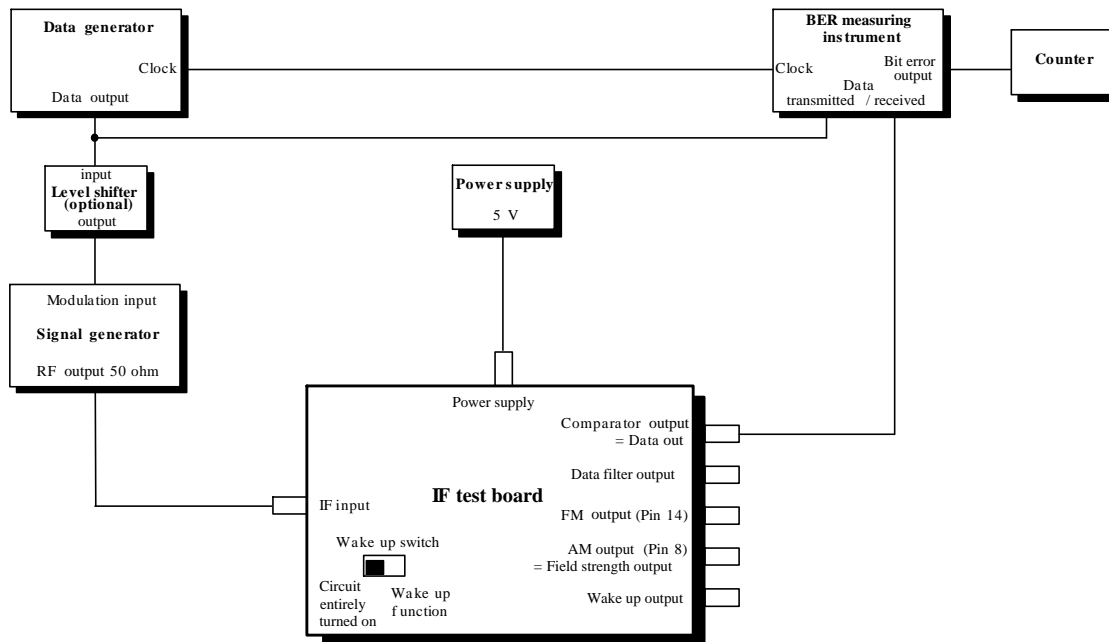 Data generator
Clock
Data output
BER measuring
instrument
Clock
Bit error
output
Data
transmitted / received
Counter
input
Level shifter
(optional)
output
Power supply
5 V
Modulation input
Signal generator
RF output 50 ohm
Power supply
Comparator output
= Data out
Data filter output
IF test board
IF input
FM output (Pin 14)
Wake up switch
AM output (Pin 8)
= Field strength output
Circuit
entirely
turned on
Wake up
function
Wake up output